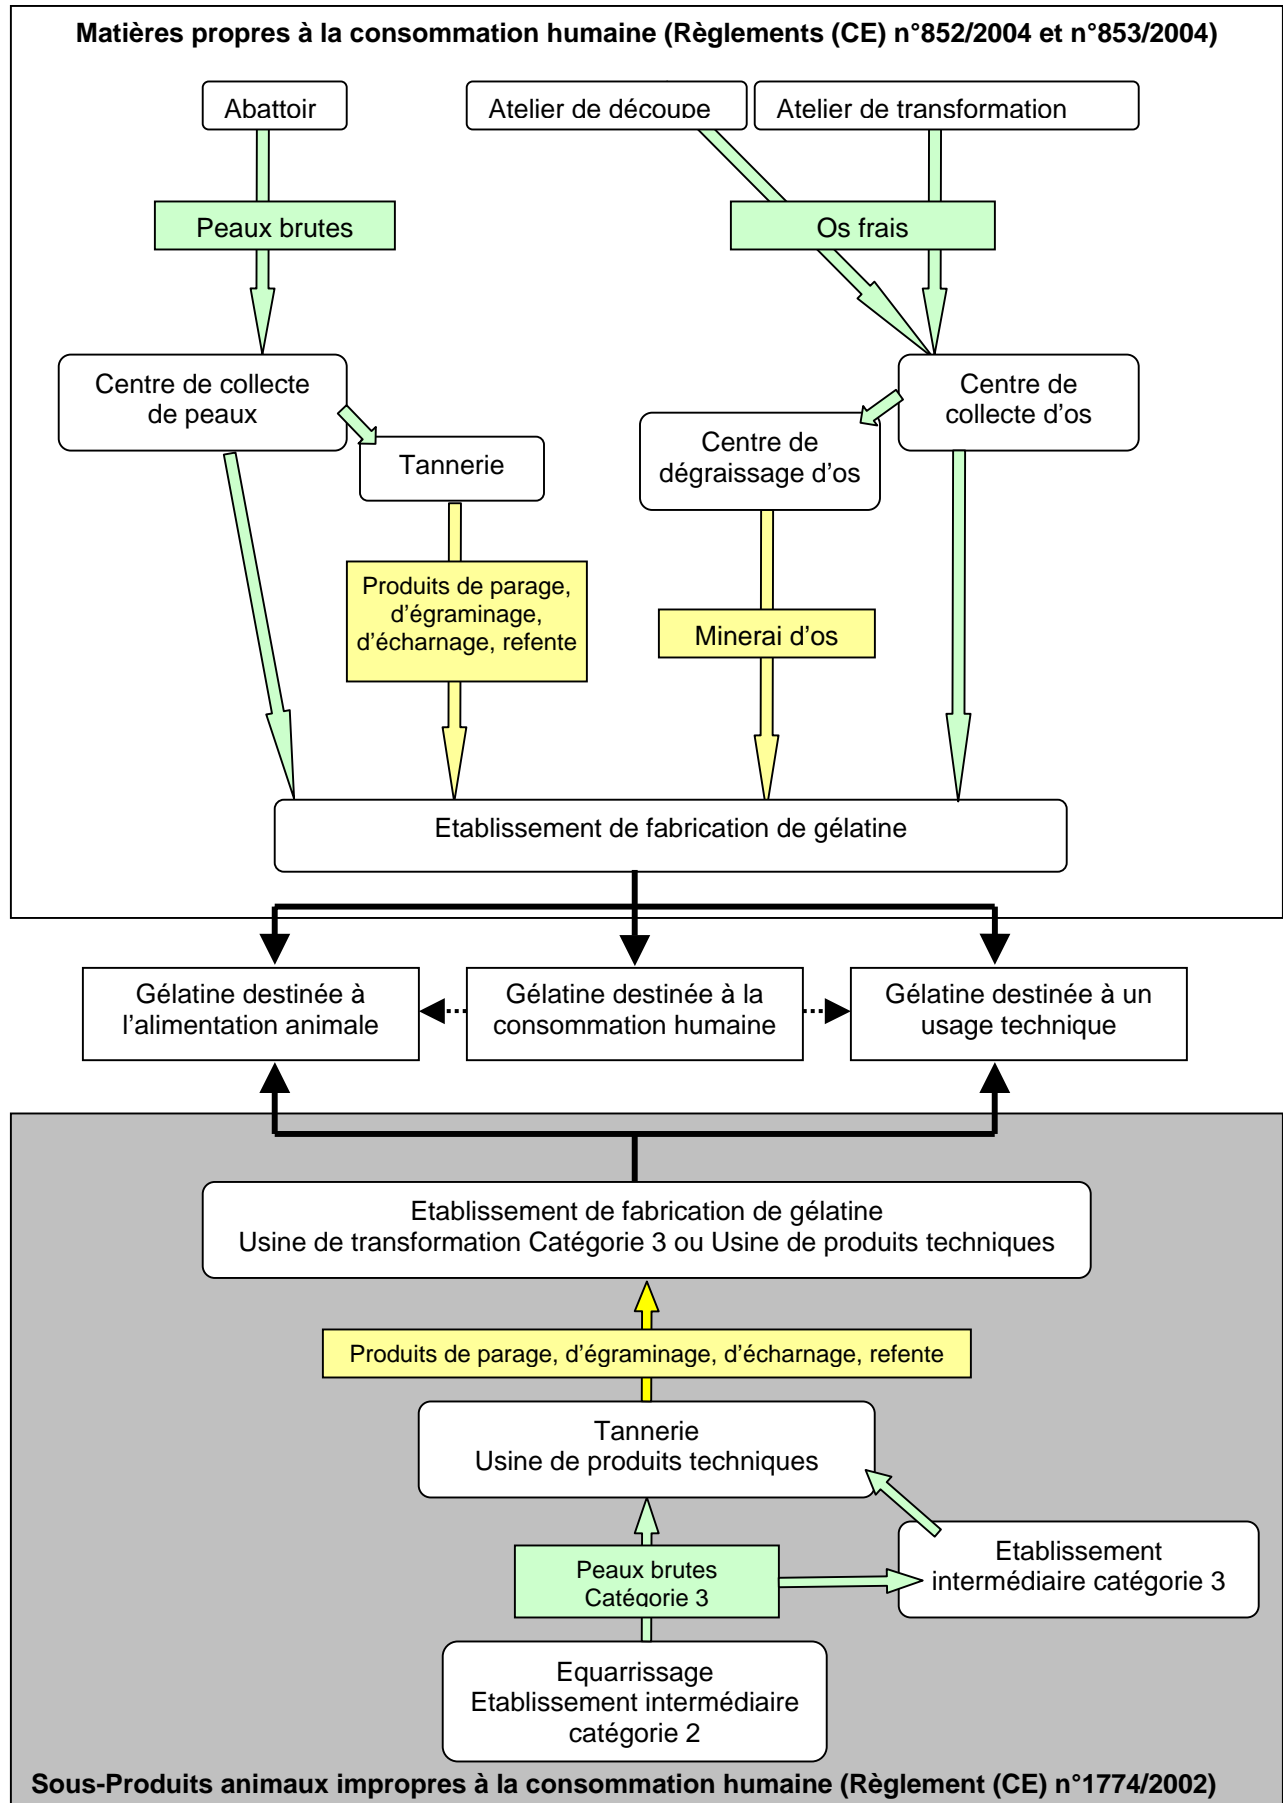 Matières propres à la consommation humaine (Règlements (CE) n°852/2004 et n°853/2004)
Abattoir
Atelier de découpe
Atelier de transformation
Peaux brutes
Os frais
Centre de collecte
de peaux
Centre de
collecte d'os
Tannerie
Centre de
dégraissage d'os
Produits de parage,
d'égraminage,
d'écharnage, refente
Minerai d'os
Etablissement de fabrication de gélatine
Gélatine destinée à
l'alimentation animale
Gélatine destinée à la
consommation humaine
Gélatine destinée à un
usage technique
Etablissement de fabrication de gélatine
Usine de transformation Catégorie 3 ou Usine de produits techniques
Produits de parage, d'égraminage, d'écharnage, refente
Tannerie
Usine de produits techniques
Peaux brutes
Catégorie 3
Etablissement
intermédiaire catégorie 3
Equarrissage
Etablissement intermédiaire
catégorie 2
Sous-Produits animaux impropres à la consommation humaine (Règlement (CE) n°1774/2002)